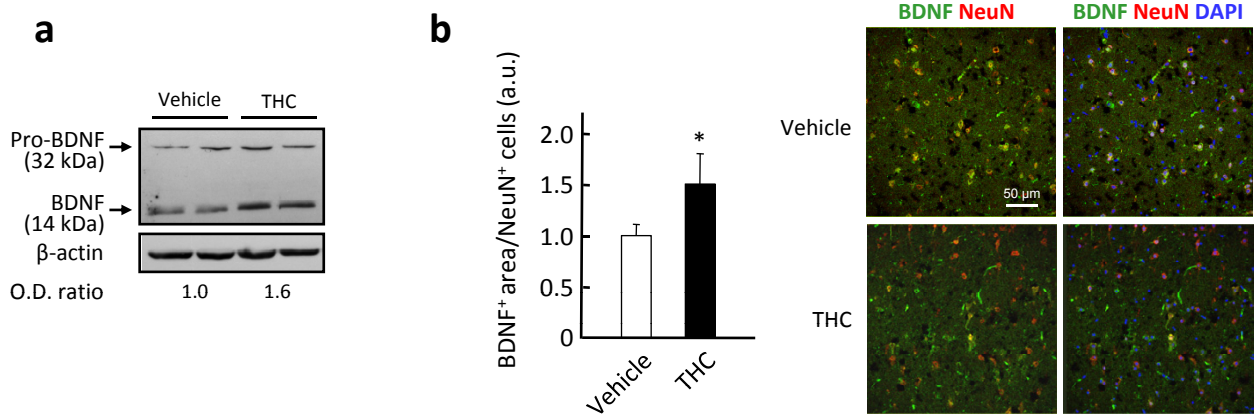 a
Vehicle THC
Pro-BDNF
(32 kDa)
BDNF
(14 kDa)
β-actin
O.D. ratio 1.0 1.6
b
BDNF⁺ area/NeuN⁺ cells (a.u.)
2.0
1.5
1.0
0.5
0
*
Vehicle
THC
BDNF NeuN
BDNF NeuN DAPI
Vehicle
50 µm
THC